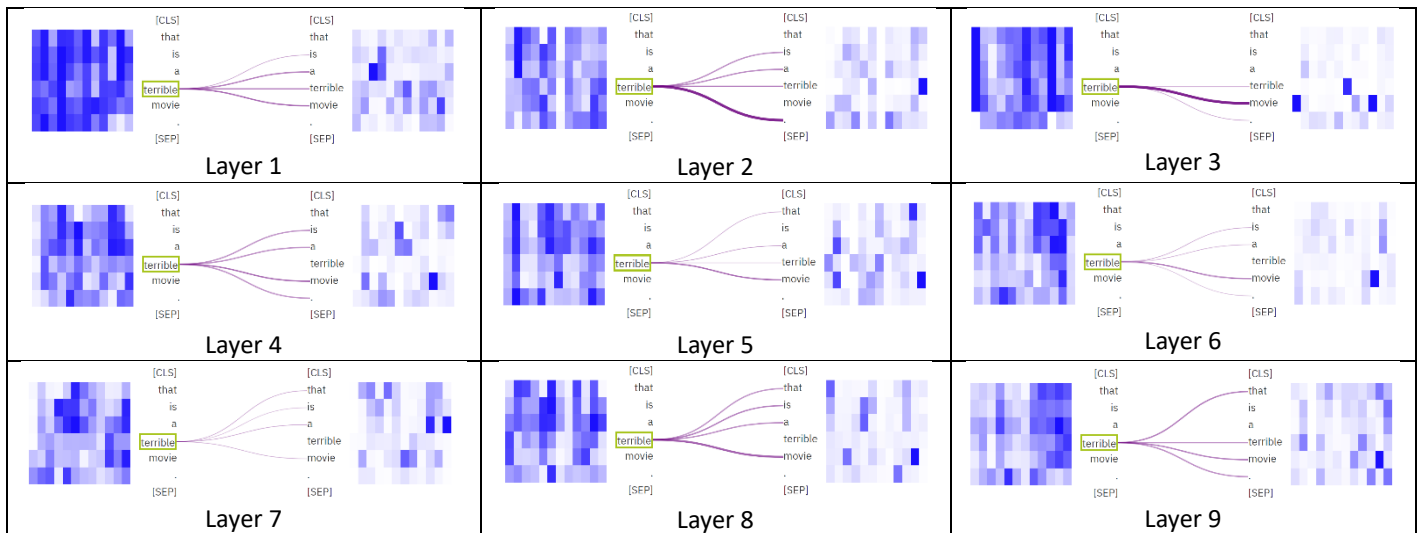 [CLS] [CLS]
that that
is is
a a
terrible terrible
movie movie
. .
[SEP] [SEP]
Layer 1
[CLS] [CLS]
that that
is is
a a
terrible terrible
movie movie
. .
[SEP] [SEP]
Layer 2
[CLS] [CLS]
that that
is is
a a
terrible terrible
movie movie
. .
[SEP] [SEP]
Layer 3
[CLS] [CLS]
that that
is is
a a
terrible terrible
movie movie
. .
[SEP] [SEP]
Layer 4
[CLS] [CLS]
that that
is is
a a
terrible terrible
movie movie
. .
[SEP] [SEP]
Layer 5
[CLS] [CLS]
that that
is is
a a
terrible terrible
movie movie
. .
[SEP] [SEP]
Layer 6
[CLS] [CLS]
that that
is is
a a
terrible terrible
movie movie
. .
[SEP] [SEP]
Layer 7
[CLS] [CLS]
that that
is is
a a
terrible terrible
movie movie
. .
[SEP] [SEP]
Layer 8
[CLS] [CLS]
that that
is is
a a
terrible terrible
movie movie
. .
[SEP] [SEP]
Layer 9